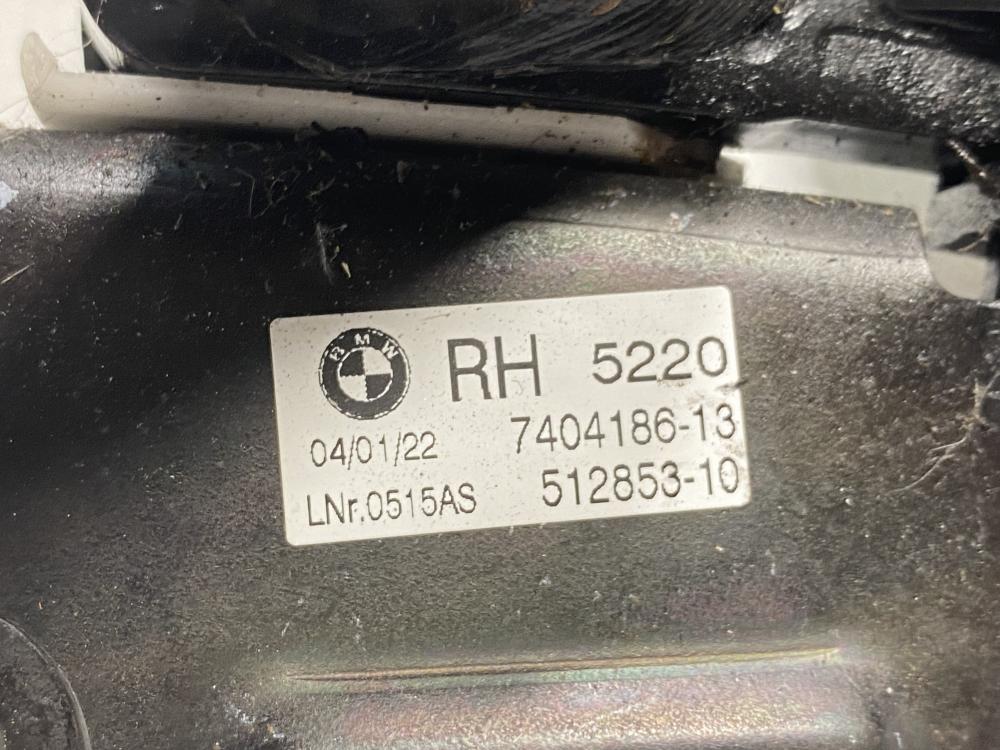 BMW
RH 5220
04/01/22 7404186-13
LNr.0515AS 512853-10